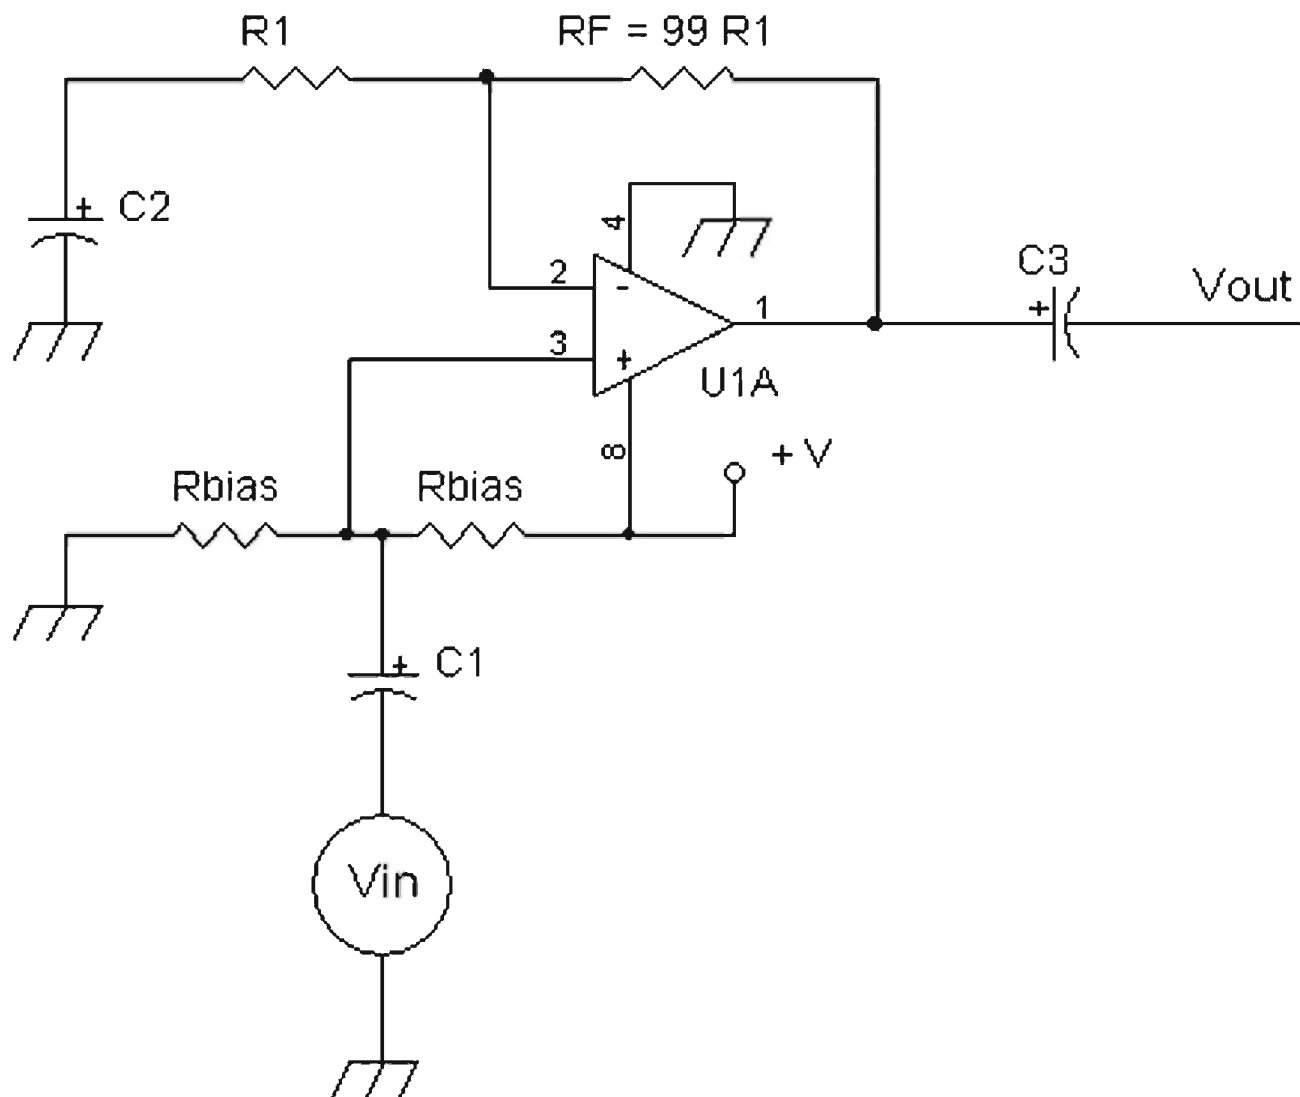 R1
RF = 99 R1
+ C2
4
C3
2
-
1
+
Vout
3
+
U1A
8
+ V
Rbias
Rbias
+ C1
Vin